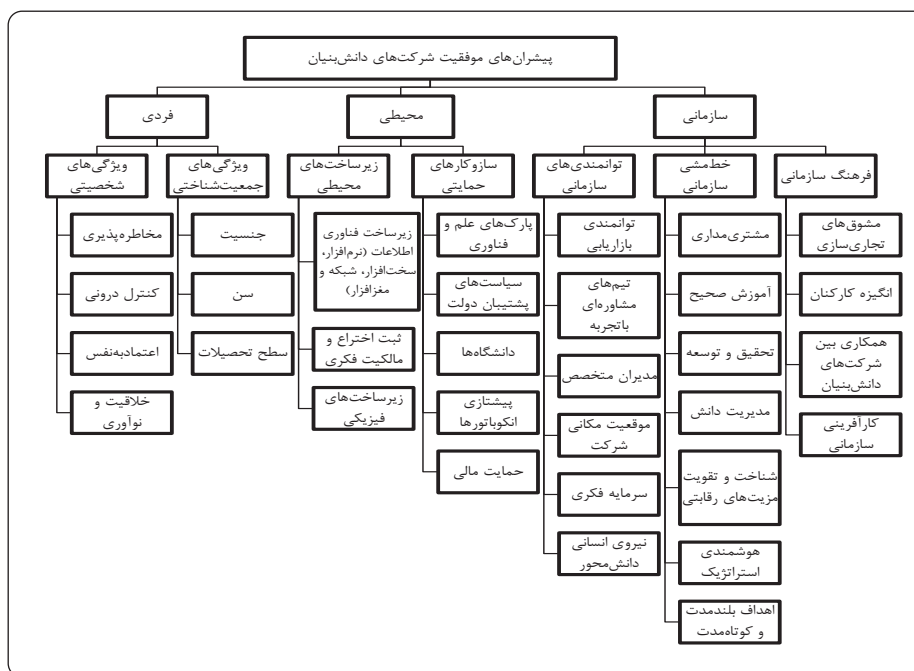 پیشران‌های موفقیت شرکت‌های دانش‌بنیان
سازمانی
محیطی
فردی
فرهنگ سازمانی
خط‌مشی
سازمانی
توانمندی‌های
سازمانی
سازوکارهای
حمایتی
زیرساخت‌های
محیطی
ویژگی‌های
جمعیت‌شناختی
ویژگی‌های
شخصیتی
مشوق‌های
تجاری‌سازی
انگیزه کارکنان
همکاری بین
شرکت‌های
دانش‌بنیان
کارآفرینی
سازمانی
مشتری‌مداری
آموزش صحیح
تحقیق و توسعه
مدیریت دانش
شناخت و تقویت
مزیت‌های رقابتی
هوشمندی
استراتژیک
اهداف بلندمدت
و کوتاه‌مدت
توانمندی
بازاریابی
تیم‌های
مشاوره‌ای
باتجربه
مدیران متخصص
موقعیت مکانی
شرکت
سرمایه فکری
نیروی انسانی
دانش‌محور
پارک‌های علم و
فناوری
سیاست‌های
پشتیبان دولت
دانشگاه‌ها
پیشتازی
انکوباتورها
حمایت مالی
زیرساخت فناوری
اطلاعات (نرم‌افزار،
سخت‌افزار، شبکه و
مغزافزار)
ثبت اختراع و
مالکیت فکری
زیرساخت‌های
فیزیکی
جنسیت
سن
سطح تحصیلات
مخاطره‌پذیری
کنترل درونی
اعتمادبه‌نفس
خلاقیت و
نوآوری